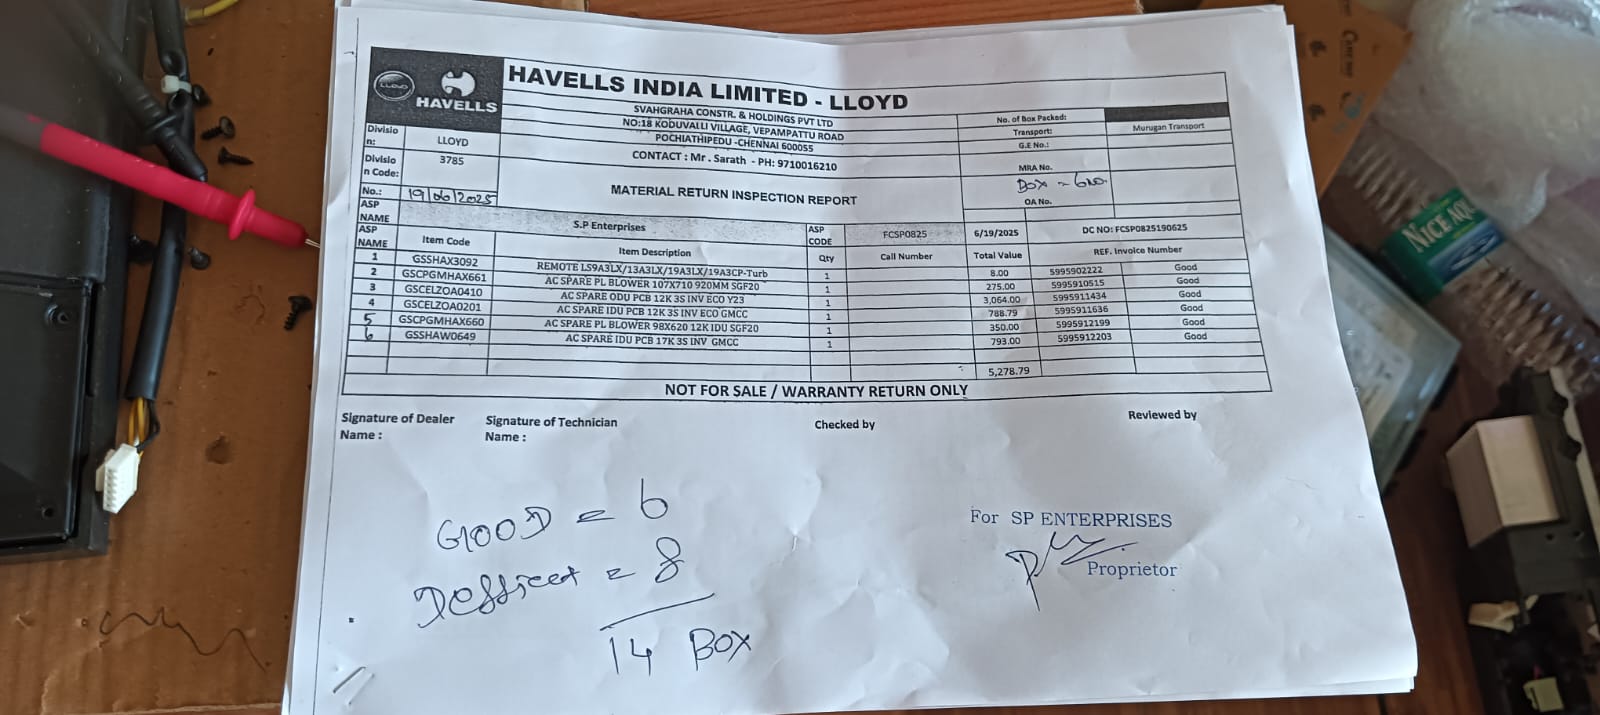 LLOYD
HAVELLS
HAVELLS INDIA LIMITED - LLOYD
SVAHGRAHA CONSTR. & HOLDINGS PVT LTD
NO:18 KODUVALLI VILLAGE, VEPAMPATTU ROAD
POCHIATHIPEDU -CHENNAI 600055
CONTACT : Mr . Sarath - PH: 9710016210
No. of Box Packed:
Transport: Murugan Transport
G.E No.:
MRA No.
Box = 6no.
OA No.
Divisio n: LLOYD
Divisio n Code: 3785
No.: 19/06/2025
MATERIAL RETURN INSPECTION REPORT
ASP NAME S.P Enterprises ASP CODE FCSP0825 6/19/2025 DC NO: FCSP0825190625
ASP NAME Item Code Item Description Qty Call Number Total Value REF. Invoice Number
1 GSSHAX3092 REMOTE LS9A3LX/13A3LX/19A3LX/19A3CP-Turb 1 8.00 5995902222 Good
2 GSCPGMHAX661 AC SPARE PL BLOWER 107X710 920MM SGF20 1 275.00 5995910515 Good
3 GSCELZOA0410 AC SPARE ODU PCB 12K 3S INV ECO Y23 1 3,064.00 5995911434 Good
4 GSCELZOA0201 AC SPARE IDU PCB 12K 3S INV ECO GMCC 1 788.79 5995911636 Good
5 GSCPGMHAX660 AC SPARE PL BLOWER 98X620 12K IDU SGF20 1 350.00 5995912199 Good
6 GSSHAW0649 AC SPARE IDU PCB 17K 3S INV GMCC 1 793.00 5995912203 Good
5,278.79
NOT FOR SALE / WARRANTY RETURN ONLY
Signature of Dealer Signature of Technician Checked by Reviewed by
Name : Name :
GOOD = 6
Defficet = 8
14 BOX
For SP ENTERPRISES
Proprietor
NICE AQUA